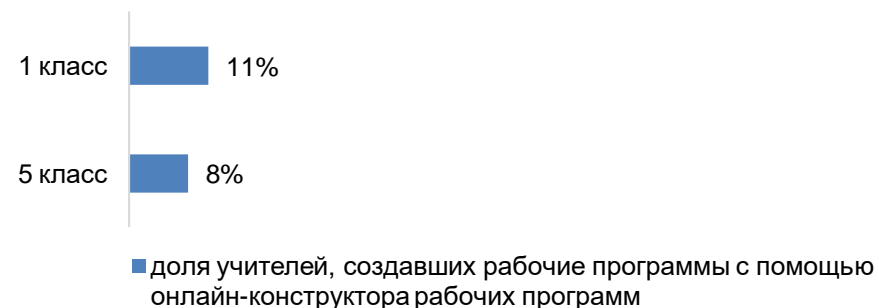 1 класс
11%
5 класс
8%
доля учителей, создавших рабочие программы с помощью
онлайн-конструктора рабочих программ